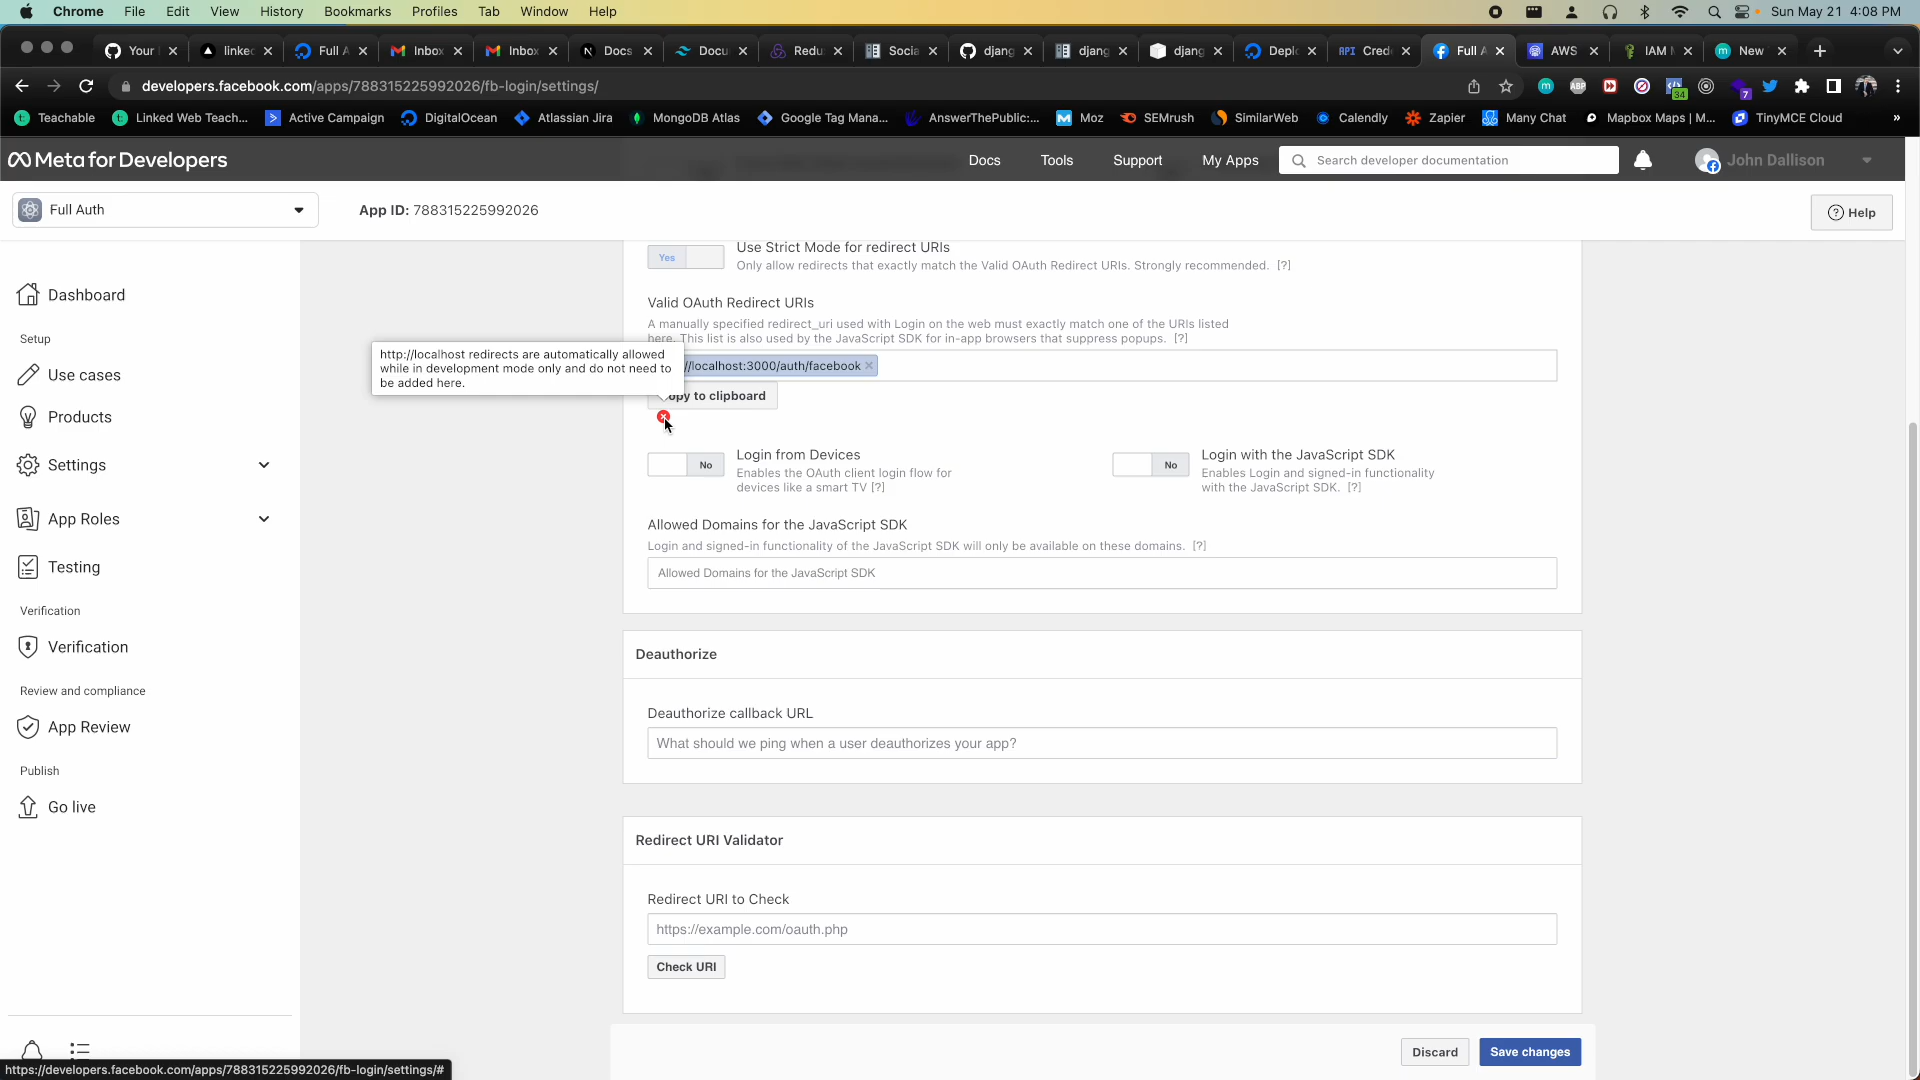 Chrome File Edit View History Bookmarks Profiles Tab Window Help Sun May 21 4:08 PM
Your linked Full A Inbox Inbox Docs Docu Redu Socia djang djang djang Deplo API Cred Full A AWS IAM New
developers.facebook.com/apps/788315225992026/fb-login/settings/ 34 7
Teachable Linked Web Teach... Active Campaign DigitalOcean Atlassian Jira MongoDB Atlas Google Tag Mana... AnswerThePublic:... Moz SEMrush SimilarWeb Calendly Zapier Many Chat Mapbox Maps | M... TinyMCE Cloud »
Meta for Developers Docs Tools Support My Apps Search developer documentation John Dallison
Full Auth App ID: 788315225992026 Help
Dashboard
Setup
Use cases
Products
Settings
App Roles
Testing
Verification
Verification
Review and compliance
App Review
Publish
Go live
Yes Use Strict Mode for redirect URIs
Only allow redirects that exactly match the Valid OAuth Redirect URIs. Strongly recommended. [?]
Valid OAuth Redirect URIs
A manually specified redirect_uri used with Login on the web must exactly match one of the URIs listed
here. This list is also used by the JavaScript SDK for in-app browsers that suppress popups. [?]
http://localhost redirects are automatically allowed
while in development mode only and do not need to
be added here.
//localhost:3000/auth/facebook
opy to clipboard
No Login from Devices
Enables the OAuth client login flow for
devices like a smart TV [?]
No Login with the JavaScript SDK
Enables Login and signed-in functionality
with the JavaScript SDK. [?]
Allowed Domains for the JavaScript SDK
Login and signed-in functionality of the JavaScript SDK will only be available on these domains. [?]
Allowed Domains for the JavaScript SDK
Deauthorize
Deauthorize callback URL
What should we ping when a user deauthorizes your app?
Redirect URI Validator
Redirect URI to Check
https://example.com/oauth.php
Check URI
Discard Save changes
https://developers.facebook.com/apps/788315225992026/fb-login/settings/#